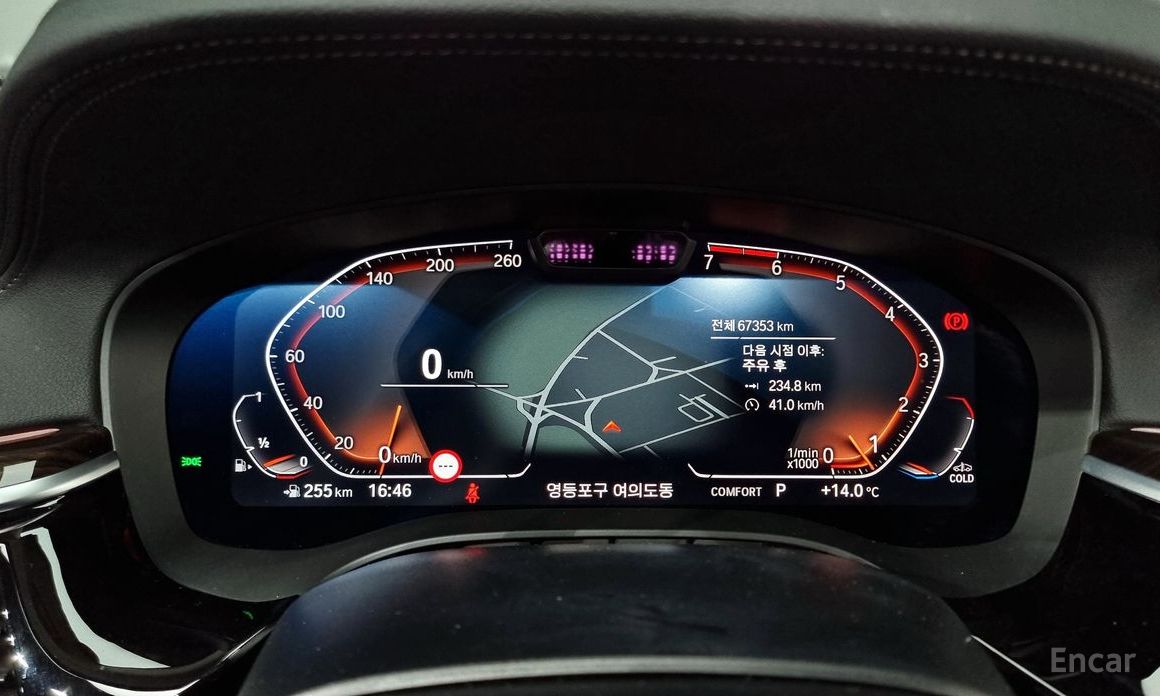 260
200
140
100
60
40
20
0 km/h
0 km/h
1
½
0
---
7
6
5
4
3
2
1
0
1/min
x1000
전체 67353 km
다음 시점 이후:
주유 후
234.8 km
41.0 km/h
P
COLD
255 km
16:46
영등포구 여의도동
COMFORT P
+14.0 °C
Encar